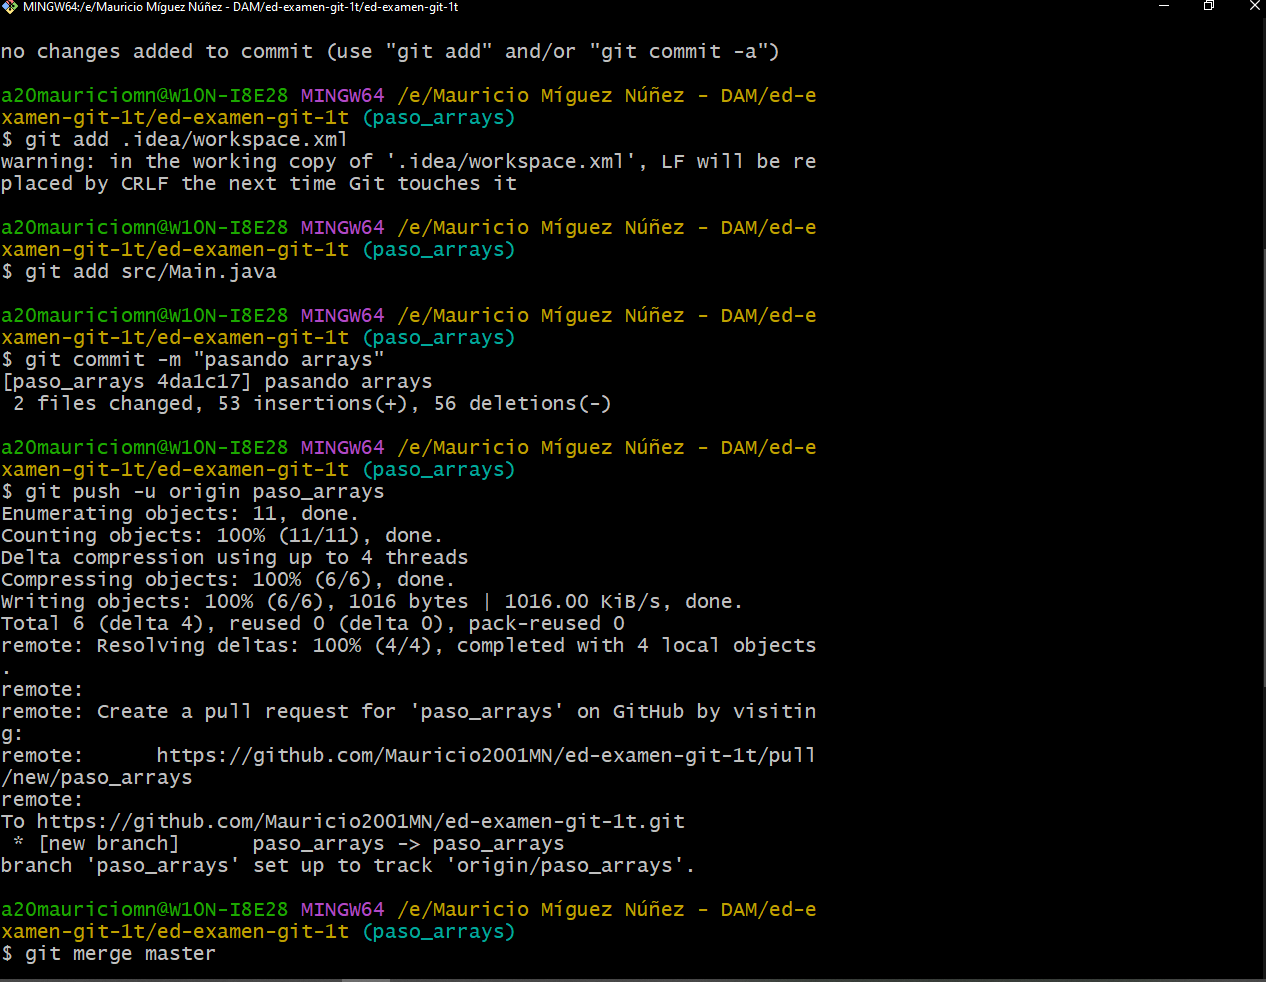 MINGW64:/e/Mauricio Míguez Núñez - DAM/ed-examen-git-1t/ed-examen-git-1t
no changes added to commit (use "git add" and/or "git commit -a")
a20mauriciomn@W10N-I8E28 MINGW64 /e/Mauricio Míguez Núñez - DAM/ed-e
xamen-git-1t/ed-examen-git-1t (paso_arrays)
$ git add .idea/workspace.xml
warning: in the working copy of '.idea/workspace.xml', LF will be re
placed by CRLF the next time Git touches it
a20mauriciomn@W10N-I8E28 MINGW64 /e/Mauricio Míguez Núñez - DAM/ed-e
xamen-git-1t/ed-examen-git-1t (paso_arrays)
$ git add src/Main.java
a20mauriciomn@W10N-I8E28 MINGW64 /e/Mauricio Míguez Núñez - DAM/ed-e
xamen-git-1t/ed-examen-git-1t (paso_arrays)
$ git commit -m "pasando arrays"
[paso_arrays 4da1c17] pasando arrays
 2 files changed, 53 insertions(+), 56 deletions(-)
a20mauriciomn@W10N-I8E28 MINGW64 /e/Mauricio Míguez Núñez - DAM/ed-e
xamen-git-1t/ed-examen-git-1t (paso_arrays)
$ git push -u origin paso_arrays
Enumerating objects: 11, done.
Counting objects: 100% (11/11), done.
Delta compression using up to 4 threads
Compressing objects: 100% (6/6), done.
Writing objects: 100% (6/6), 1016 bytes | 1016.00 KiB/s, done.
Total 6 (delta 4), reused 0 (delta 0), pack-reused 0
remote: Resolving deltas: 100% (4/4), completed with 4 local objects
.
remote:
remote: Create a pull request for 'paso_arrays' on GitHub by visitin
g:
remote:      https://github.com/Mauricio2001MN/ed-examen-git-1t/pull
/new/paso_arrays
remote:
To https://github.com/Mauricio2001MN/ed-examen-git-1t.git
 * [new branch]      paso_arrays -> paso_arrays
branch 'paso_arrays' set up to track 'origin/paso_arrays'.
a20mauriciomn@W10N-I8E28 MINGW64 /e/Mauricio Míguez Núñez - DAM/ed-e
xamen-git-1t/ed-examen-git-1t (paso_arrays)
$ git merge master